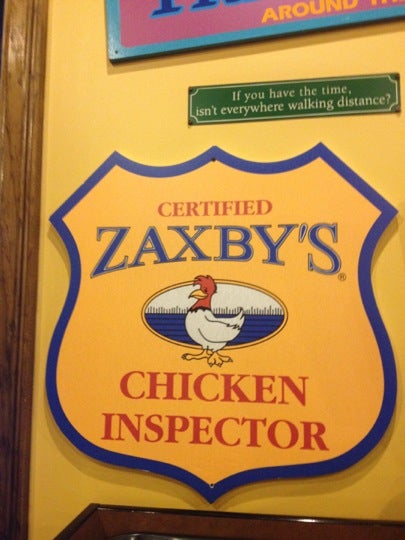 AROUND
If you have the time,
isn't everywhere walking distance?
CERTIFIED
ZAXBY'S®
CHICKEN
INSPECTOR